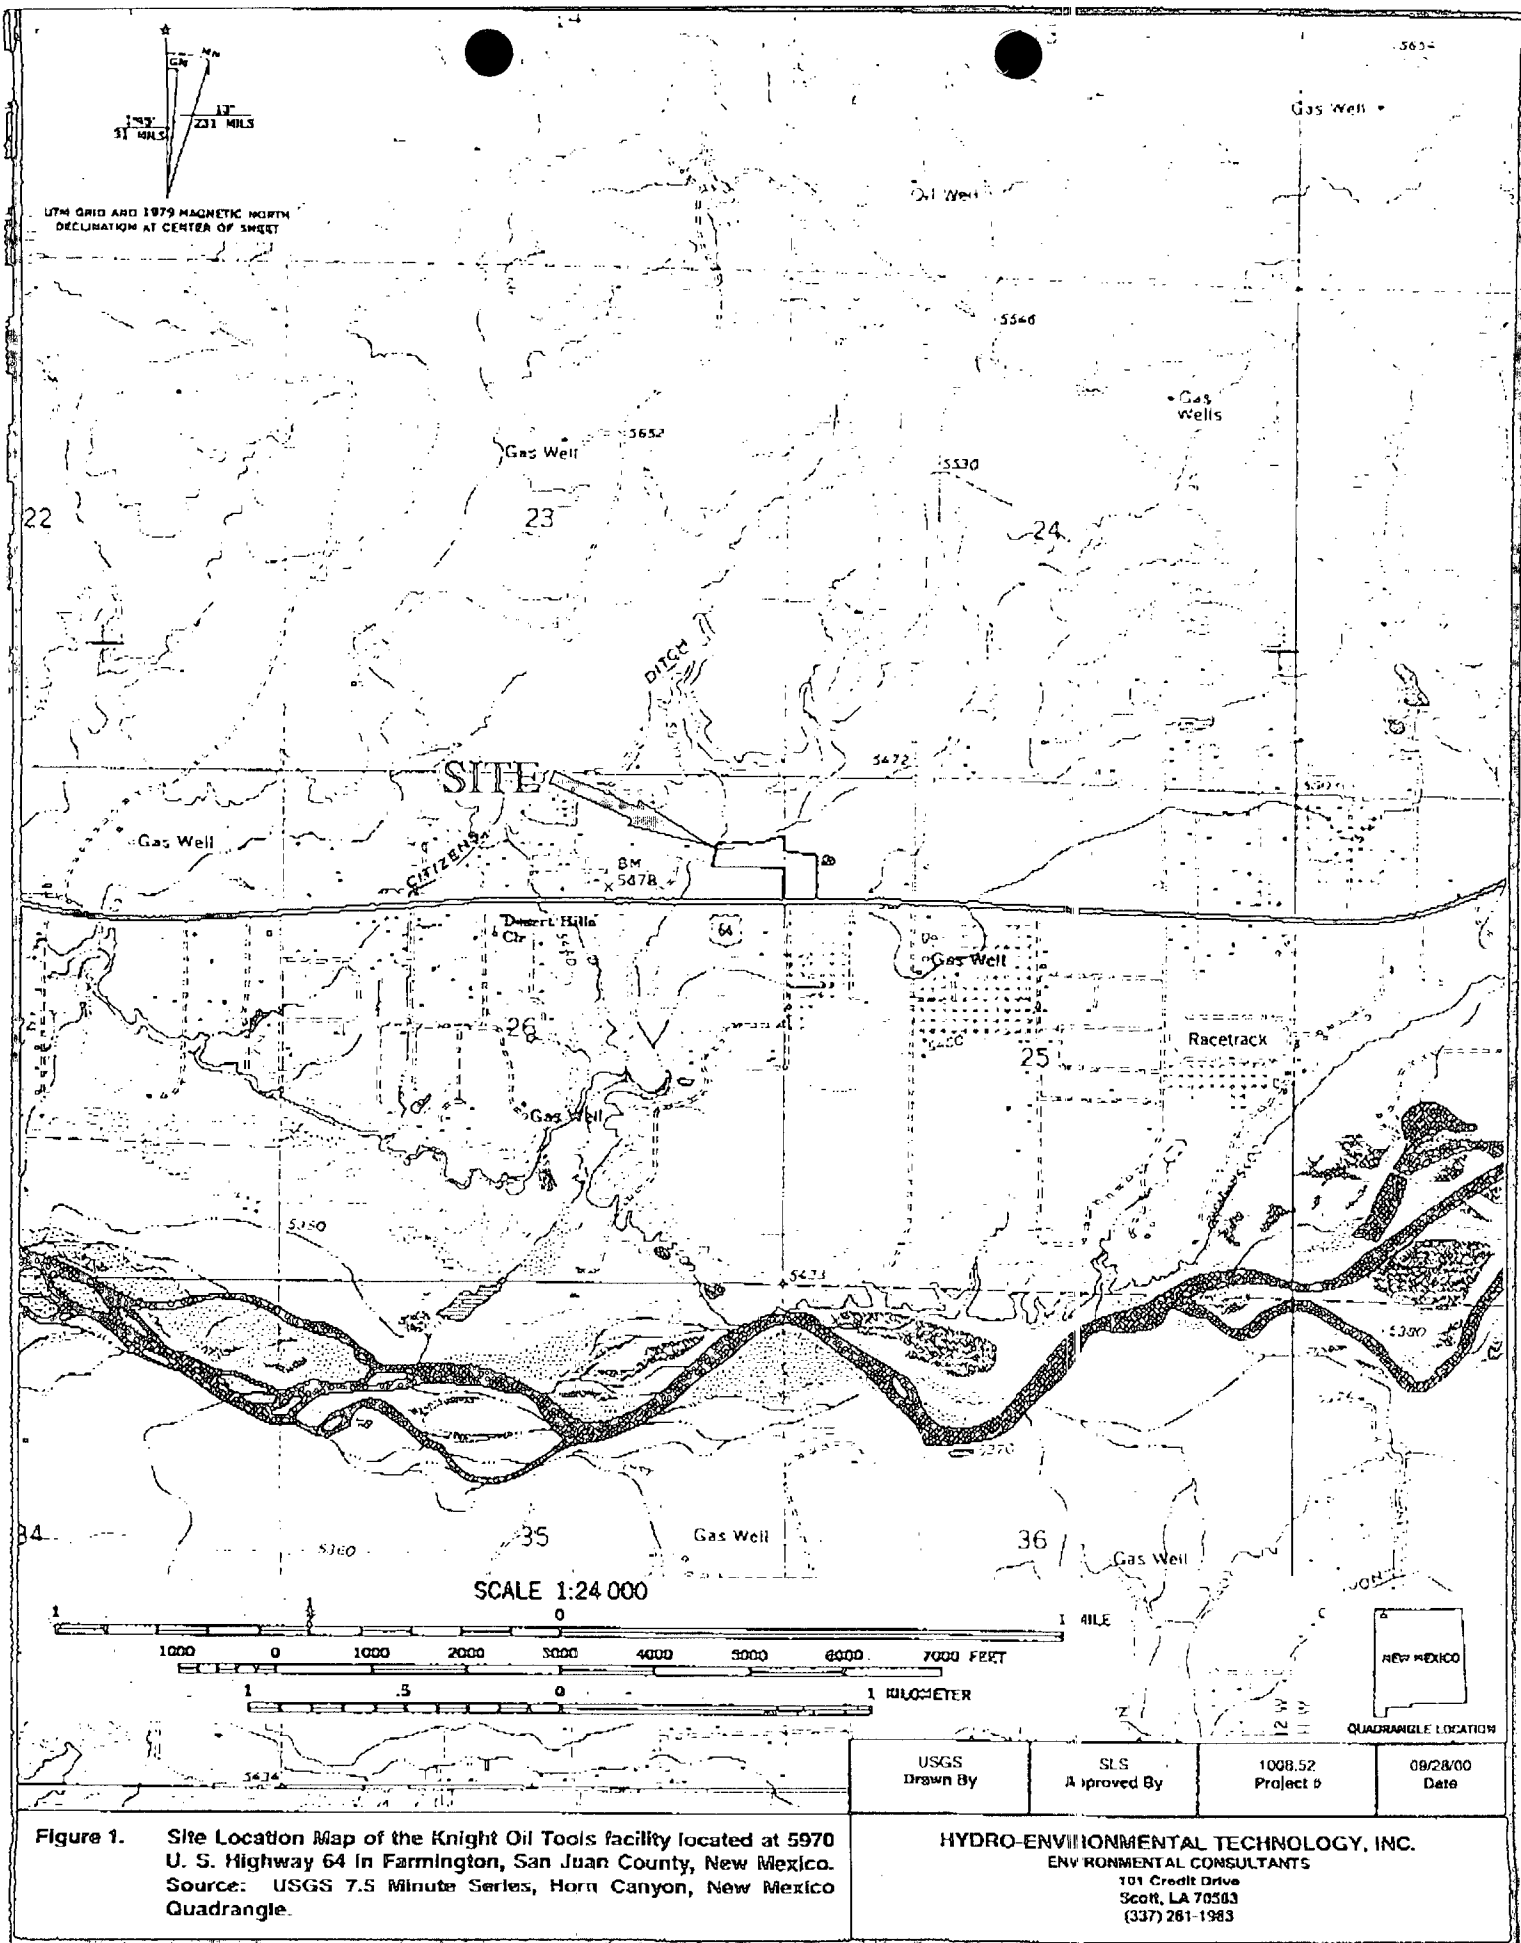 GN
MN
13°
231 MILS
UTM GRID AND 1979 MAGNETIC NORTH
DECLINATION AT CENTER OF SHEET
Gas Well
Oil Well
5546
Gas
Wells
5652
Gas Well
5530
22
23
24
DITCH
5472
SITE
Gas Well
CITIZENS
BM
5478
Desert Hills
Ch
64
Gas Well
26
25
Racetrack
Gas Well
5350
5473
5380
5370
34
35
36
5360
Gas Well
Gas Well
SCALE 1:24 000
1
0
1 MILE
1000
0
1000
2000
3000
4000
5000
6000
7000 FEET
1
.5
0
1 KILOMETER
NEW MEXICO
QUADRANGLE LOCATION
12 W
11 W
5434
USGS
Drawn By
SLS
Approved By
1008.52
Project #
09/28/00
Date
Figure 1.
Site Location Map of the Knight Oil Tools facility located at 5970
U. S. Highway 64 in Farmington, San Juan County, New Mexico.
Source: USGS 7.5 Minute Series, Horn Canyon, New Mexico
Quadrangle.
HYDRO-ENVIRONMENTAL TECHNOLOGY, INC.
ENVIRONMENTAL CONSULTANTS
101 Credit Drive
Scott, LA 70583
(337) 261-1963